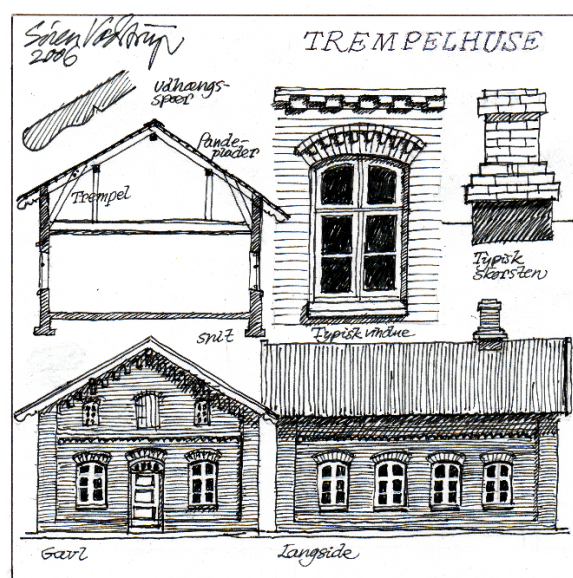 Søren Vadstrup
2006
TREMPELHUSE
Udhængs-
spær
Pande-
plader
Trempel
Typisk
skorsten
snit
Typisk vindue
Gavl
Langside